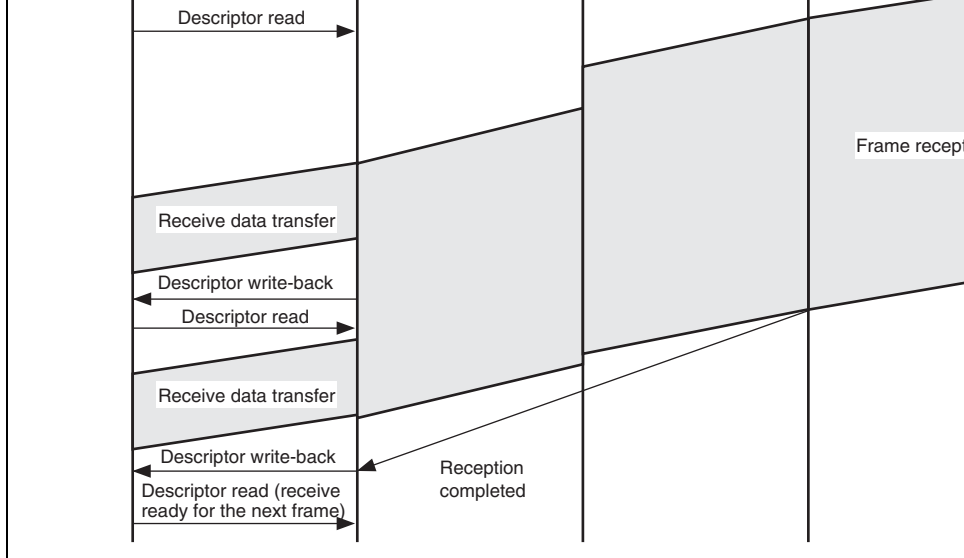 Descriptor read
Frame recept
Receive data transfer
Descriptor write-back
Descriptor read
Receive data transfer
Descriptor write-back
Reception
completed
Descriptor read (receive
ready for the next frame)